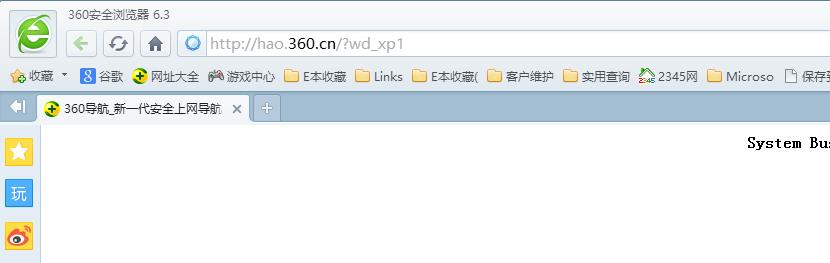 360安全浏览器 6.3
http://hao.360.cn/?wd_xp1
收藏 谷歌 网址大全 游戏中心 E本收藏 Links E本收藏( 客户维护 实用查询 2345网 Microso 保存到
360导航_新一代安全上网导航
System Bus
玩